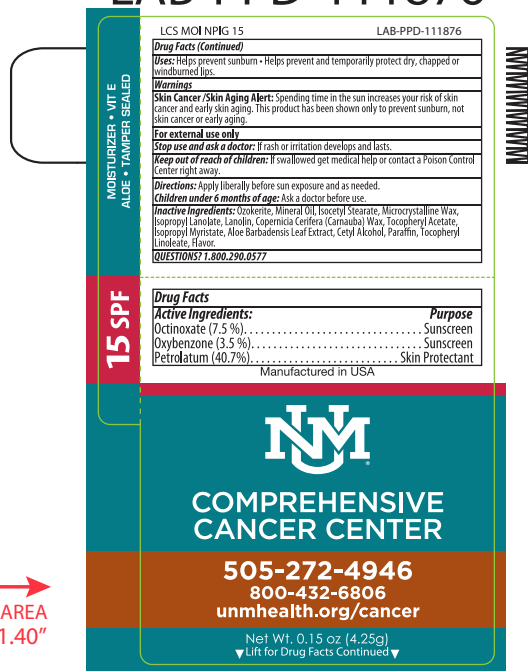 LAB-PPD-111876
LCS MOI NPIG 15 LAB-PPD-111876
Drug Facts (Continued)
Uses: Helps prevent sunburn • Helps prevent and temporarily protect dry, chapped or
windburned lips.
Warnings
Skin Cancer /Skin Aging Alert: Spending time in the sun increases your risk of skin
cancer and early skin aging. This product has been shown only to prevent sunburn, not
skin cancer or early aging.
For external use only
Stop use and ask a doctor: If rash or irritation develops and lasts.
Keep out of reach of children: If swallowed get medical help or contact a Poison Control
Center right away.
Directions: Apply liberally before sun exposure and as needed.
Children under 6 months of age: Ask a doctor before use.
Inactive Ingredients: Ozokerite, Mineral Oil, Isocetyl Stearate, Microcrystalline Wax,
Isopropyl Lanolate, Lanolin, Copernicia Cerifera (Carnauba) Wax, Tocopheryl Acetate,
Isopropyl Myristate, Aloe Barbadensis Leaf Extract, Cetyl Alcohol, Paraffin, Tocopheryl
Linoleate, Flavor.
QUESTIONS? 1.800.290.0577
MOISTURIZER • VIT E
ALOE • TAMPER SEALED
15 SPF
Drug Facts
Active Ingredients: Purpose
Octinoxate (7.5 %).............................. Sunscreen
Oxybenzone (3.5 %)............................. Sunscreen
Petrolatum (40.7%)......................... Skin Protectant
Manufactured in USA
UNM®
COMPREHENSIVE
CANCER CENTER
505-272-4946
800-432-6806
unmhealth.org/cancer
Net Wt. 0.15 oz (4.25g)
▼Lift for Drug Facts Continued▼
AREA
1.40"